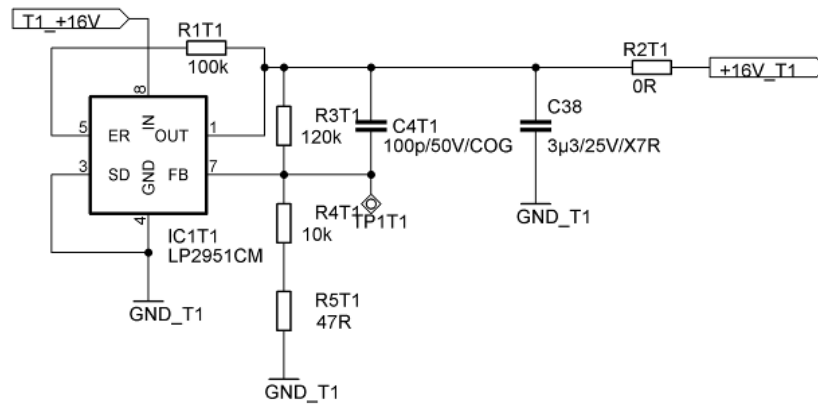 T1_+16V
R1T1
100k
R2T1
0R
+16V_T1
8
5
ER
IN
OUT
1
3
SD
GND
FB
7
4
R3T1
120k
C4T1
100p/50V/COG
C38
3µ3/25V/X7R
GND_T1
R4T1
10k
TP1T1
IC1T1
LP2951CM
GND_T1
R5T1
47R
GND_T1